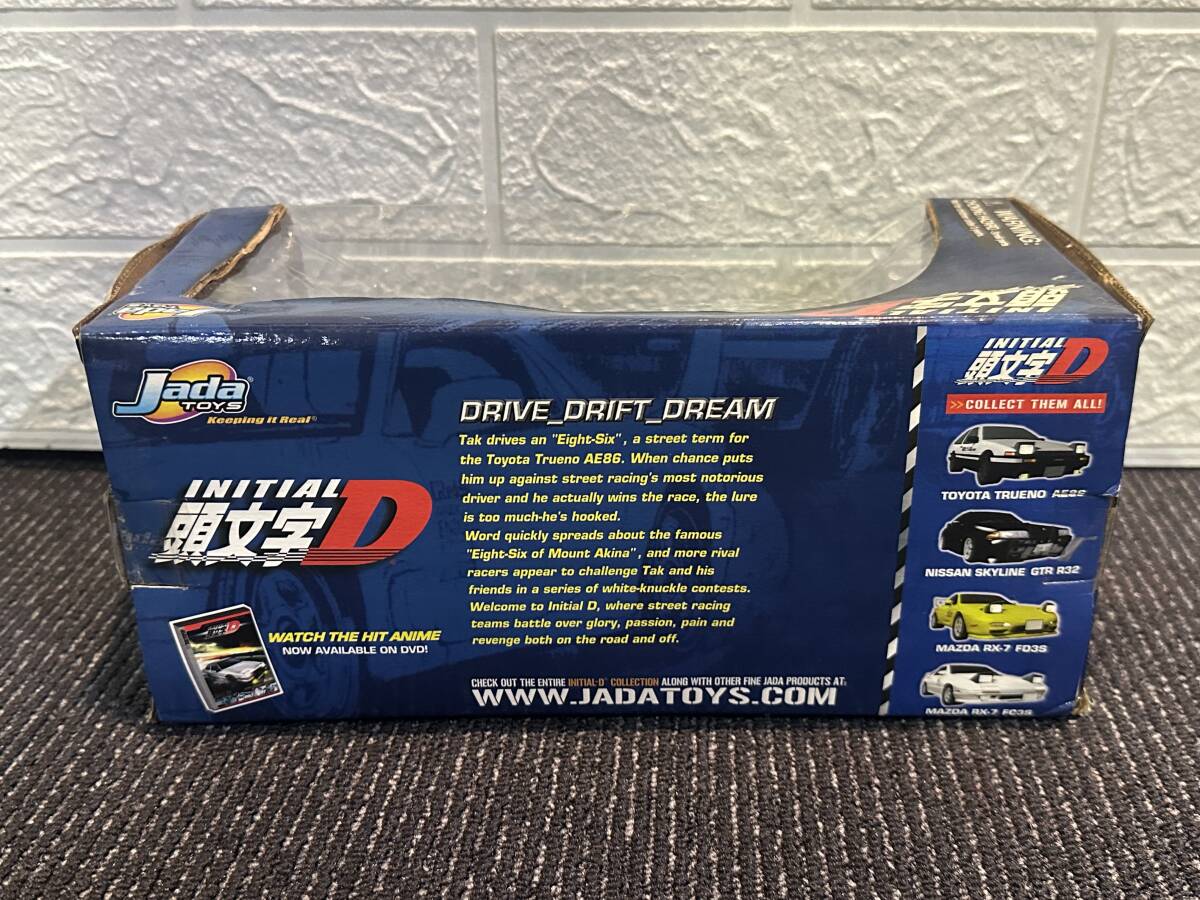 WARNING:
頭文字
Jada
TOYS
Keeping it Real
INITIAL
頭文字D
WATCH THE HIT ANIME
NOW AVAILABLE ON DVD!
DRIVE_DRIFT_DREAM
Tak drives an "Eight-Six", a street term for
the Toyota Trueno AE86. When chance puts
him up against street racing's most notorious
driver and he actually wins the race, the lure
is too much-he's hooked.
Word quickly spreads about the famous
"Eight-Six of Mount Akina", and more rival
racers appear to challenge Tak and his
friends in a series of white-knuckle contests.
Welcome to Initial D, where street racing
teams battle over glory, passion, pain and
revenge both on the road and off.
CHECK OUT THE ENTIRE INITIAL-D COLLECTION ALONG WITH OTHER FINE JADA PRODUCTS AT:
WWW.JADATOYS.COM
INITIAL
頭文字D
>>COLLECT THEM ALL!
TOYOTA TRUENO AE86
NISSAN SKYLINE GTR R32
MAZDA RX-7 FD3S
MAZDA RX-7 FC3S